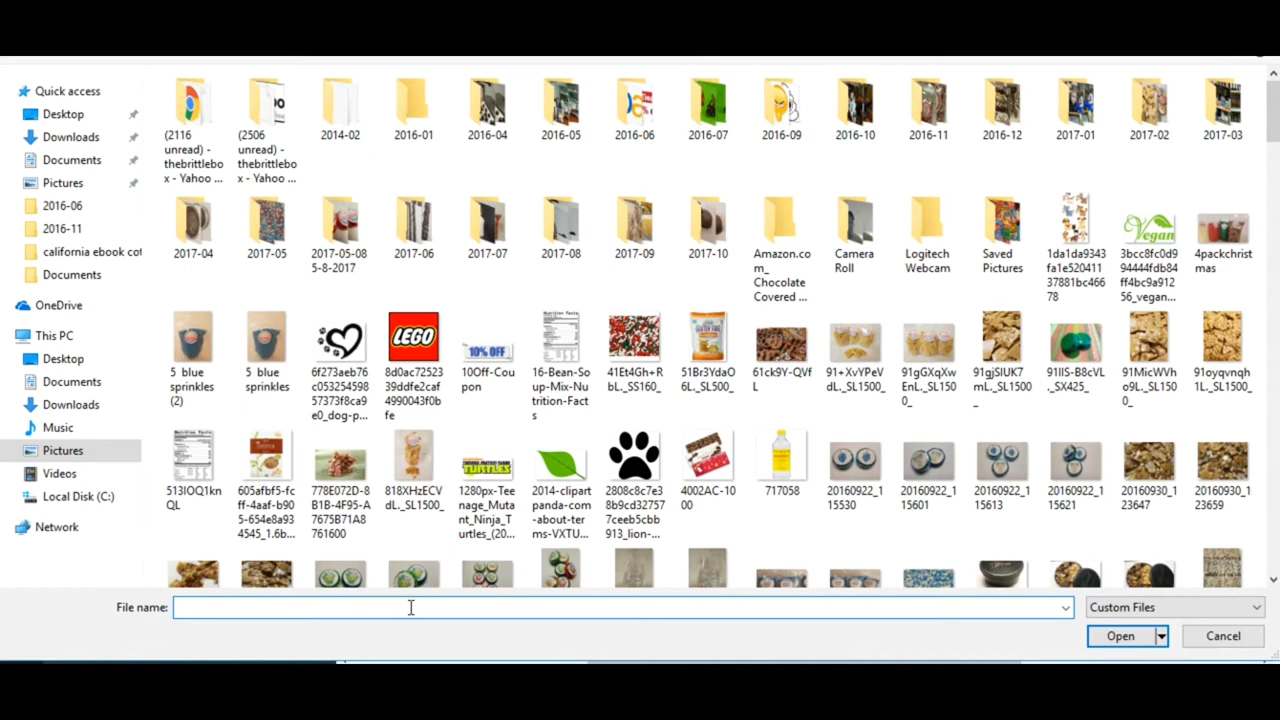 Quick access
Desktop
Downloads
Documents
Pictures
2016-06
2016-11
california ebook cot
Documents
OneDrive
This PC
Desktop
Documents
Downloads
Music
Pictures
Videos
Local Disk (C:)
Network
(2116
unread) -
thebrittlebo
x - Yahoo ...
(2506
unread) -
thebrittlebo
x - Yahoo ...
2014-02
2016-01
2016-04
2016-05
2016-06
2016-07
2016-09
2016-10
2016-11
2016-12
2017-01
2017-02
2017-03
2017-04
2017-05
2017-05-08
5-8-2017
2017-06
2017-07
2017-08
2017-09
2017-10
Amazon.co
m_
Chocolate
Covered ...
Camera
Roll
Logitech
Webcam
Saved
Pictures
1da1da9343
fa1e520411
37881bc466
78
Vegan
3bcc8fc0d9
94444fdb84
ff4bc9a912
56_vegan...
4packchrist
mas
5 blue
sprinkles
(2)
5 blue
sprinkles
6f273aeb76
c053254598
57373f8ca9
e0_dog-p...
LEGO
8d0ac72523
39ddfe2caf
4990043f0b
fe
10% OFF
10Off-Cou
pon
16-Bean-So
up-Mix-Nu
trition-Fact
s
41Et4Gh+R
bL._SS160_
51Br3YdaO
6L._SL500_
61ck9Y-QVf
L
91+XvYPeV
dL._SL1500
_
91gGXqXw
EnL._SL150
0_
91gjSIUK7
mL._SL1500
_
91IIS-B8cVL
._SX425_
91MicWVh
o9L._SL150
0_
91oyqvnqh
1L._SL1500_
513IOQ1kn
QL
605afbf5-fc
ff-4aaf-b90
5-654e8a93
4545_1.6b...
778E072D-8
B1B-4F95-A
7675B71A8
761600
818XHzECV
dL._SL1500_
1280px-Tee
nage_Muta
nt_Ninja_T
urtles_(20...
2014-clipart
panda-com
-about-ter
ms-VXTU...
2808c8c7e3
8b9cd32757
7ceeb5cbb
913_lion-...
4002AC-10
00
717058
20160922_1
15530
20160922_1
15601
20160922_1
15613
20160922_1
15621
20160930_1
23647
20160930_1
23659
File name:
Custom Files
Open
Cancel